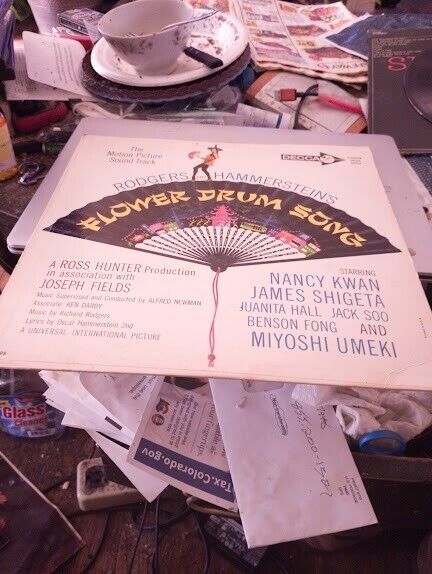 The
Motion Picture
Sound Track
DECCA
RODGERS and HAMMERSTEIN'S
FLOWER DRUM SONG
A ROSS HUNTER Production
in association with
JOSEPH FIELDS
Music Supervised and Conducted by ALFRED NEWMAN
Associate: KEN DARBY
Music by Richard Rodgers
Lyrics by Oscar Hammerstein 2nd
A UNIVERSAL-INTERNATIONAL PICTURE
STARRING
NANCY KWAN
JAMES SHIGETA
JUANITA HALL JACK SOO
BENSON FONG AND
MIYOSHI UMEKI
Glass
Cleaner
Tax.Colorado.gov